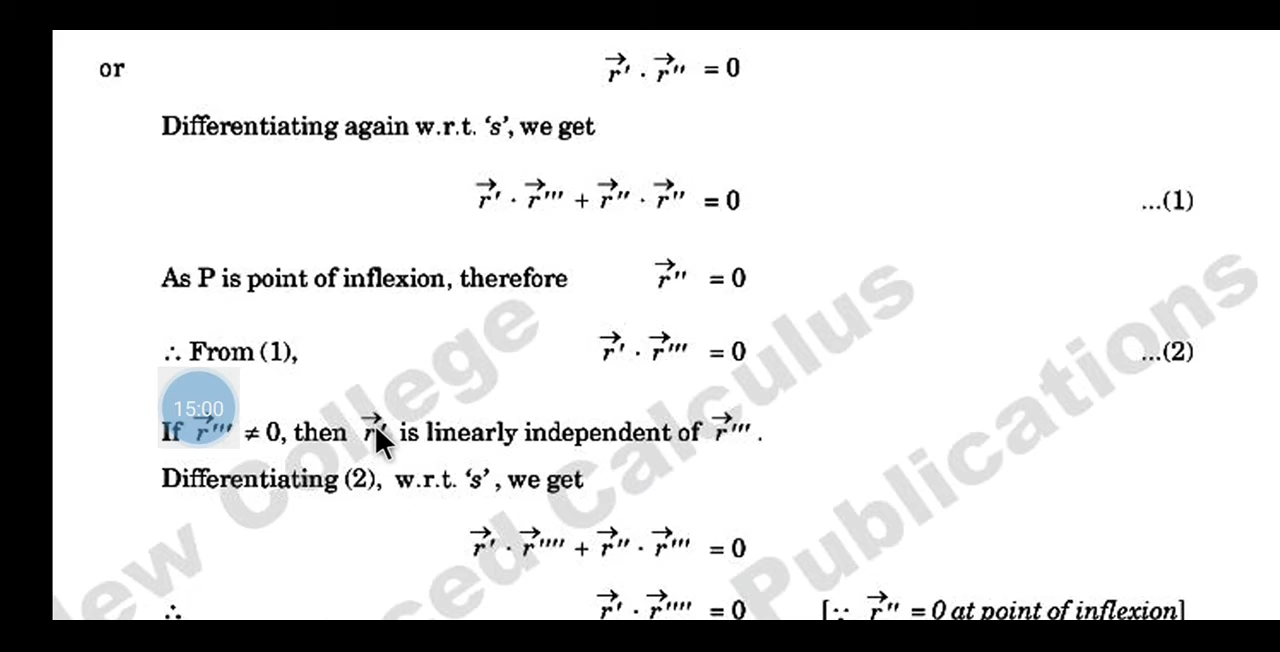 or r⃗′ . r⃗″ = 0
Differentiating again w.r.t. ‘s’, we get
r⃗′ . r⃗‴ + r⃗″ . r⃗″ = 0 ...(1)
As P is point of inflexion, therefore r⃗″ = 0
∴ From (1), r⃗′ . r⃗‴ = 0 ...(2)
15:00
If r⃗‴ ≠ 0, then r⃗′ is linearly independent of r⃗‴ .
Differentiating (2), w.r.t. ‘s’, we get
r⃗′ . r⃗⁗ + r⃗″ . r⃗‴ = 0
∴ r⃗′ . r⃗⁗ = 0 [∵ r⃗″ = 0 at point of inflexion]
ew College
ced Calculus
Publications